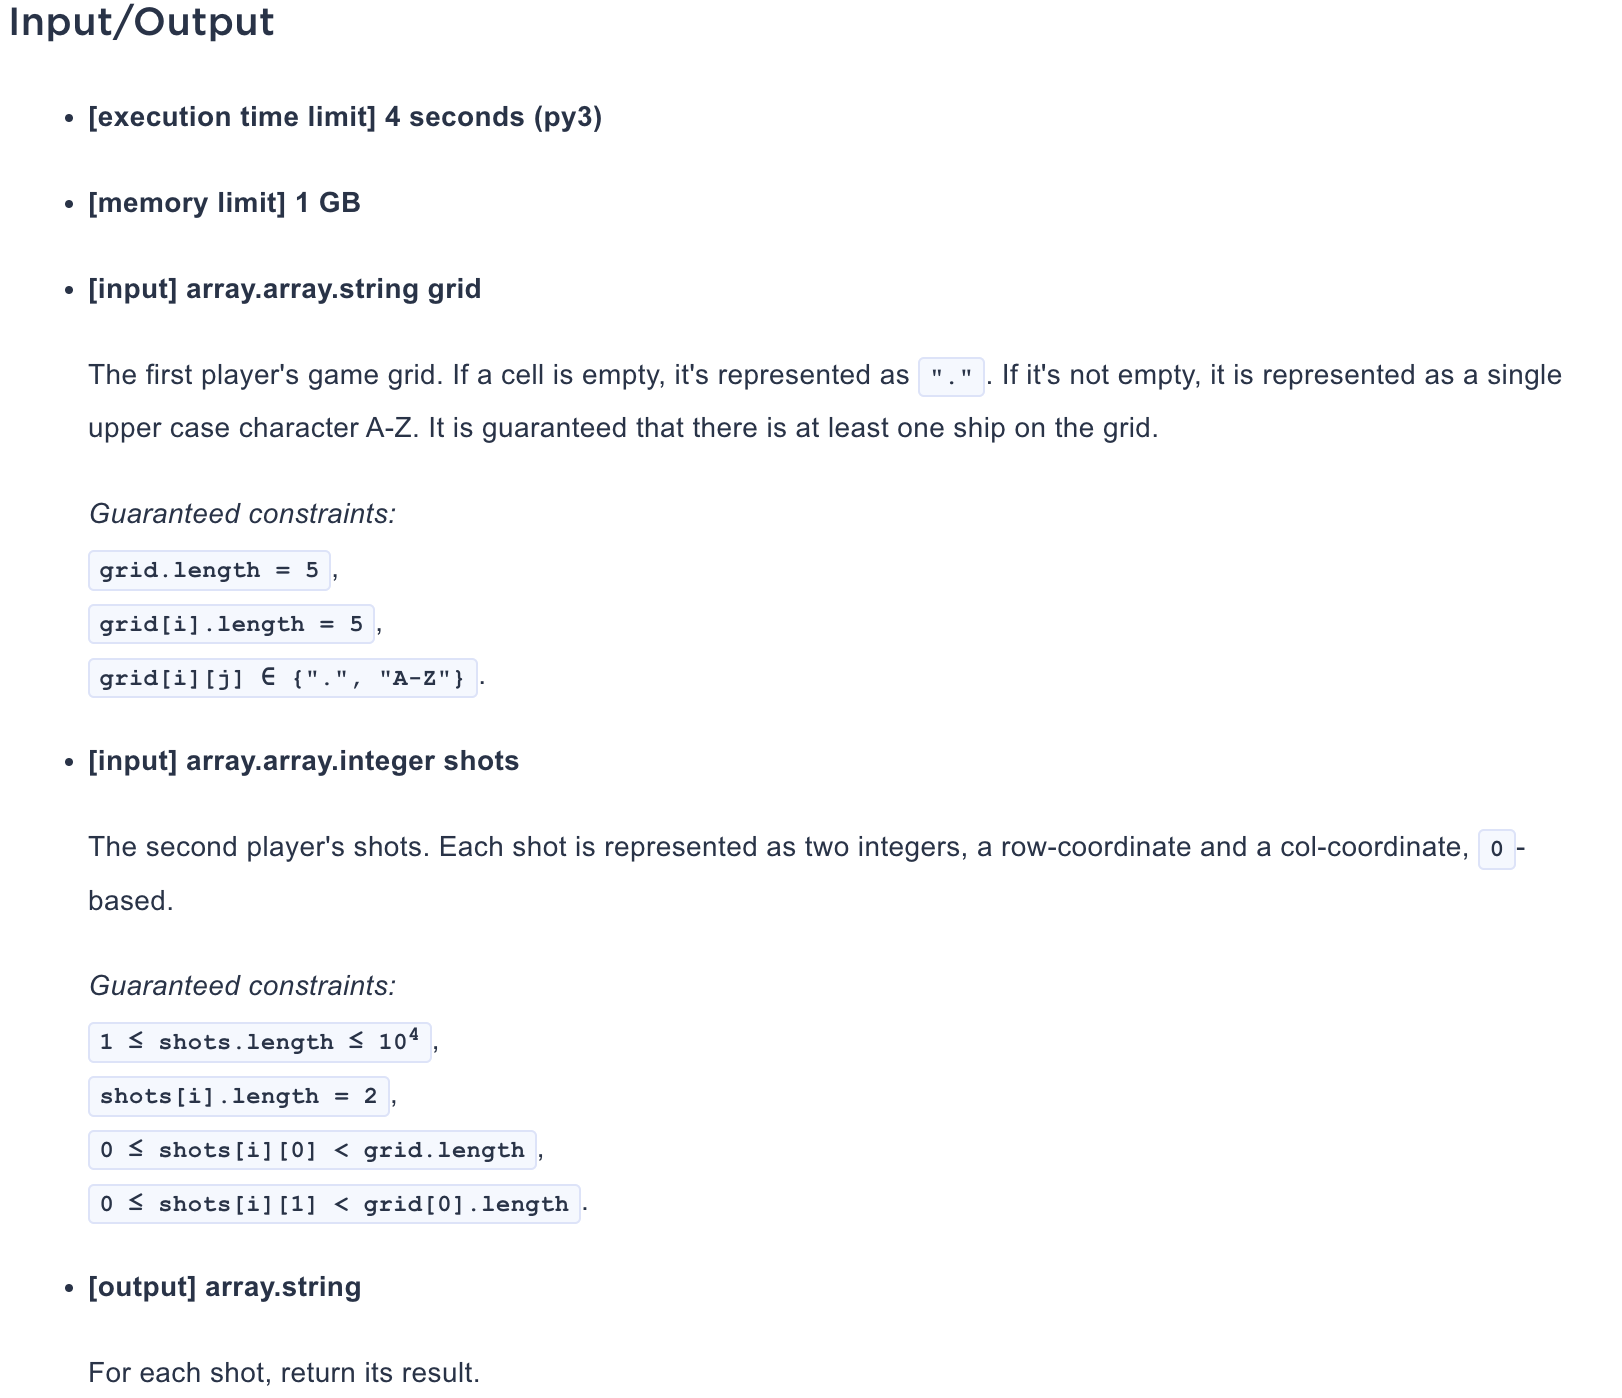 Input/Output
• [execution time limit] 4 seconds (py3)
• [memory limit] 1 GB
• [input] array.array.string grid
The first player's game grid. If a cell is empty, it's represented as ".". If it's not empty, it is represented as a single
upper case character A-Z. It is guaranteed that there is at least one ship on the grid.
Guaranteed constraints:
grid.length = 5,
grid[i].length = 5,
grid[i][j] ∈ {".", "A-Z"}.
• [input] array.array.integer shots
The second player's shots. Each shot is represented as two integers, a row-coordinate and a col-coordinate, 0-
based.
Guaranteed constraints:
1 ≤ shots.length ≤ 10⁴,
shots[i].length = 2,
0 ≤ shots[i][0] < grid.length,
0 ≤ shots[i][1] < grid[0].length.
• [output] array.string
For each shot, return its result.